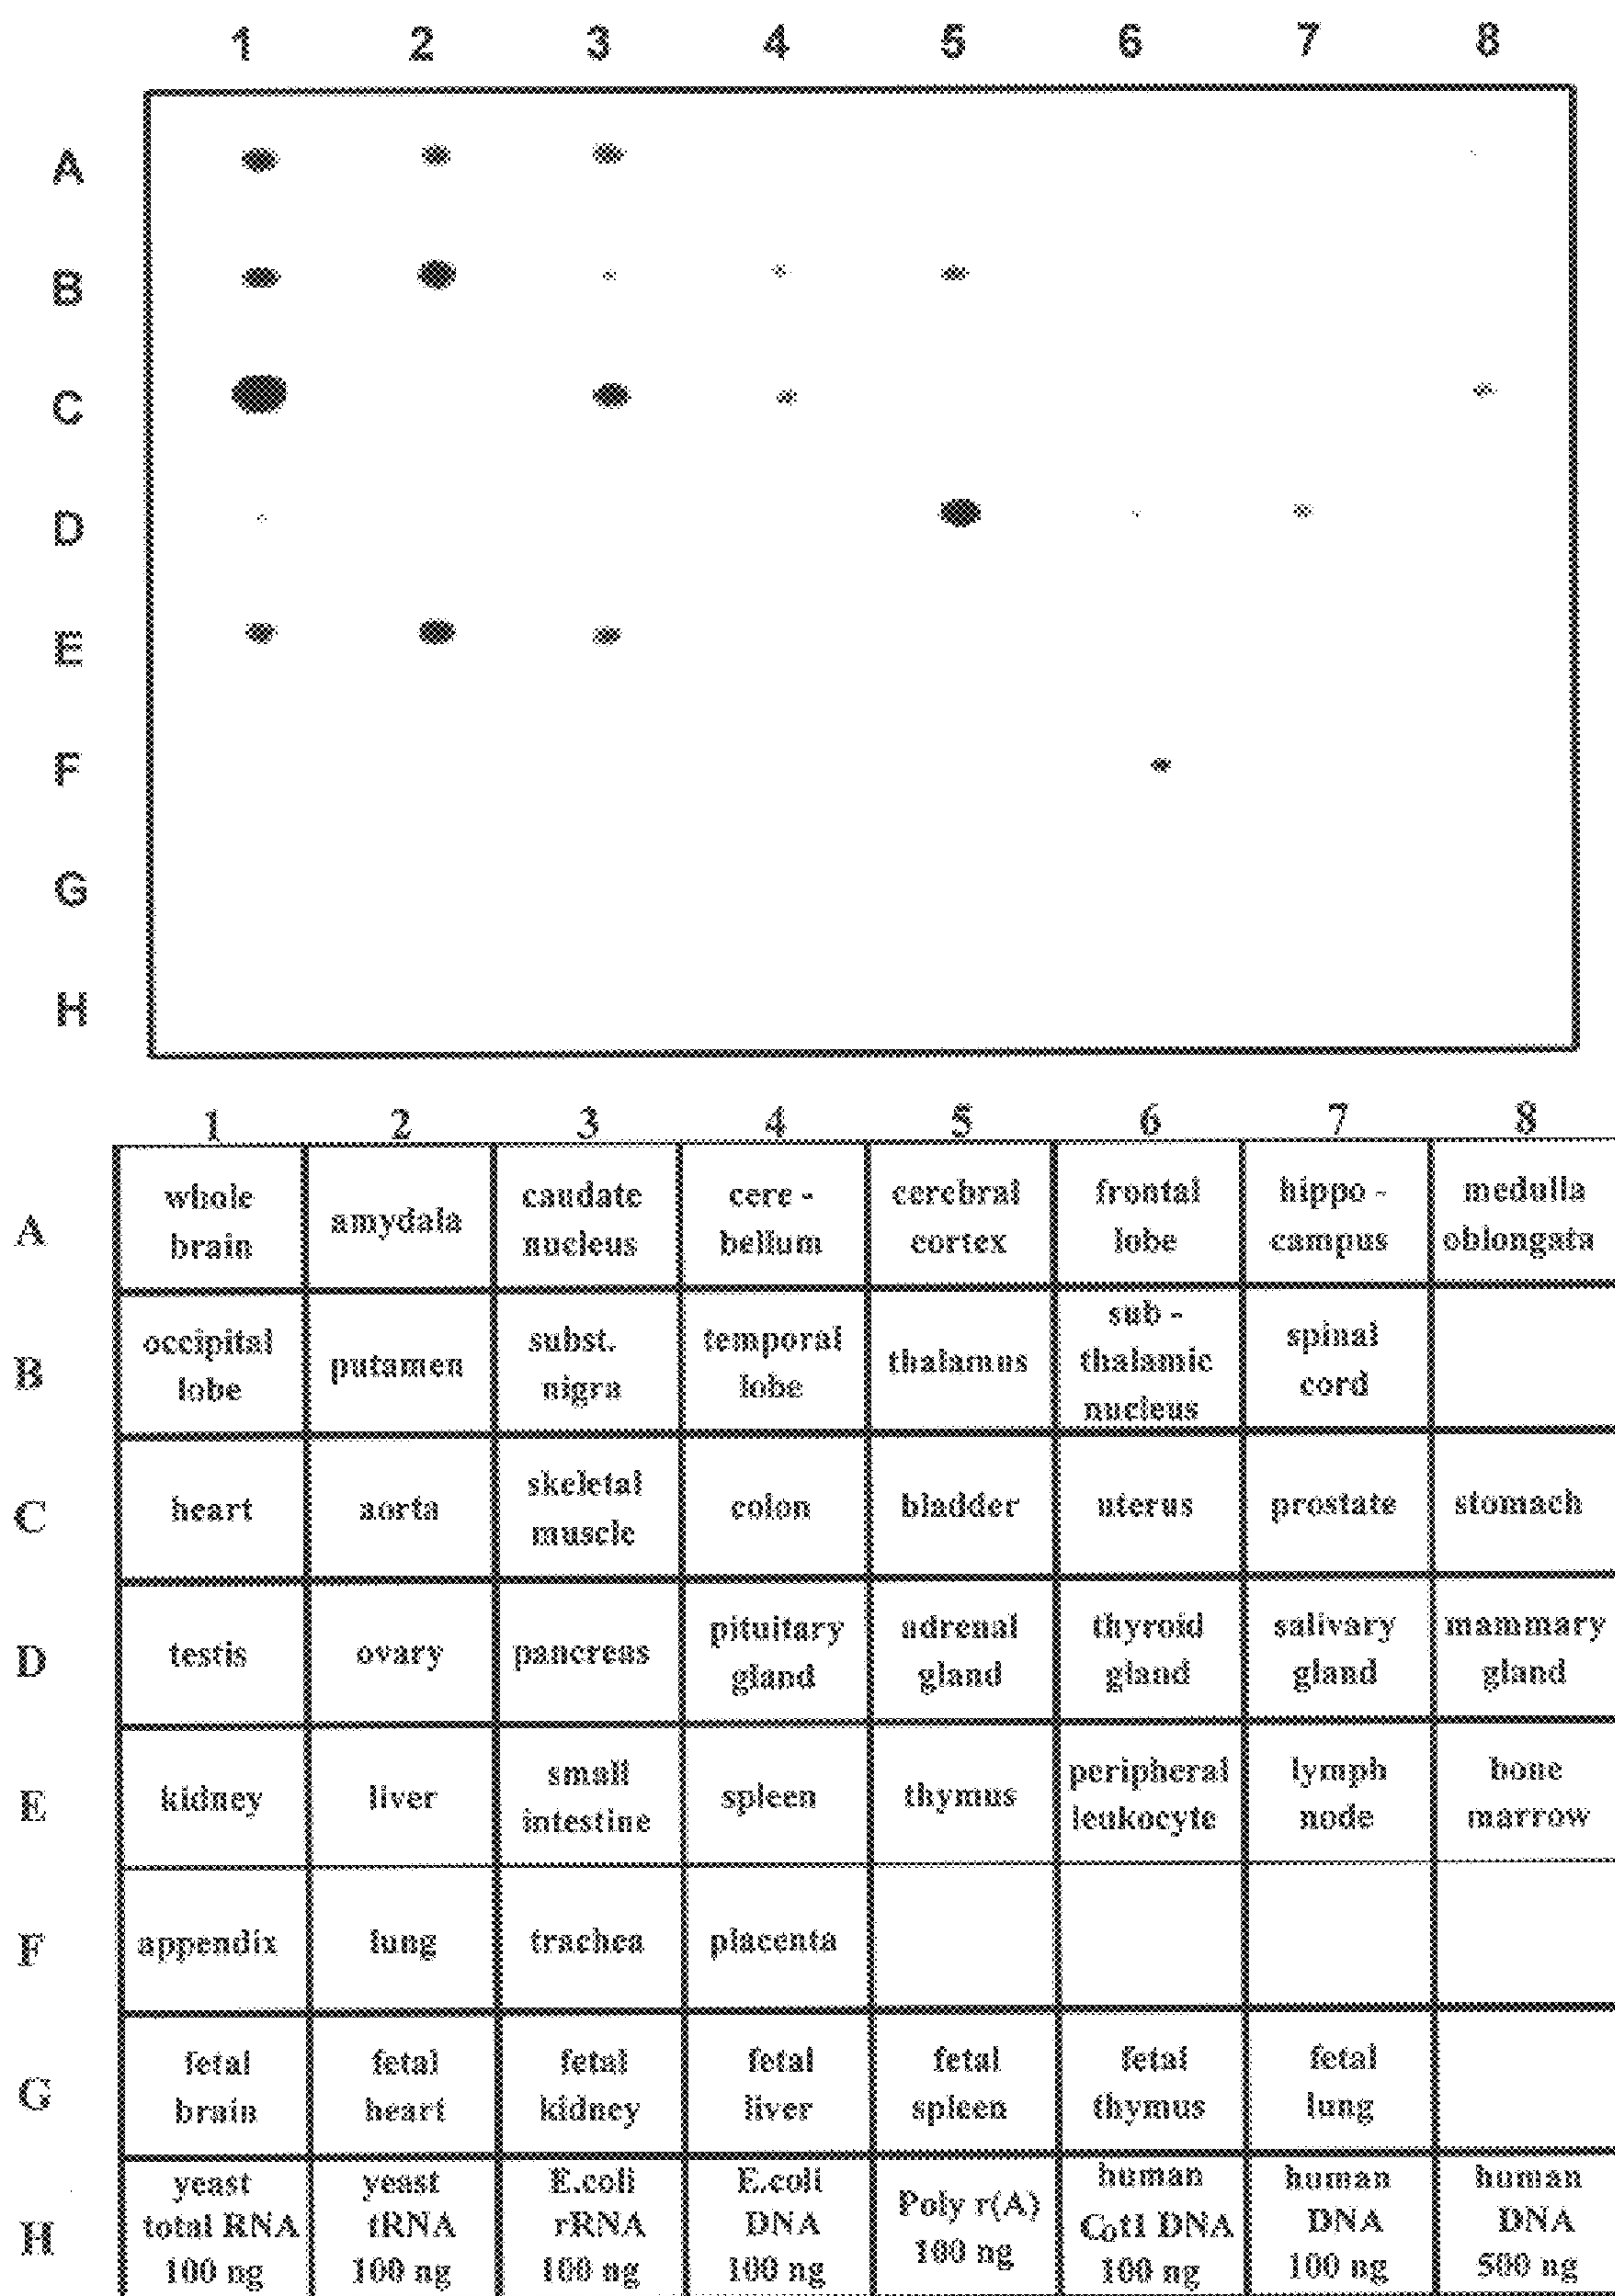 1 2 3 4 5 6 7 8
A
B
C
D
E
F
G
H
1 2 3 4 5 6 7 8
A whole brain amydala caudate nucleus cere - bellum cerebral cortex frontal lobe hippo - campus medulla oblongata
B occipital lobe putamen subst. nigra temporal lobe thalamus sub - thalamic nucleus spinal cord
C heart aorta skeletal muscle colon bladder uterus prostate stomach
D testis ovary pancreas pituitary gland adrenal gland thyroid gland salivary gland mammary gland
E kidney liver small intestine spleen thymus peripheral leukocyte lymph node bone marrow
F appendix lung trachea placenta
G fetal brain fetal heart fetal kidney fetal liver fetal spleen fetal thymus fetal lung
H yeast total RNA 100 ng yeast tRNA 100 ng E.coli rRNA 100 ng E.coli DNA 100 ng Poly r(A) 100 ng human C₀t1 DNA 100 ng human DNA 100 ng human DNA 500 ng